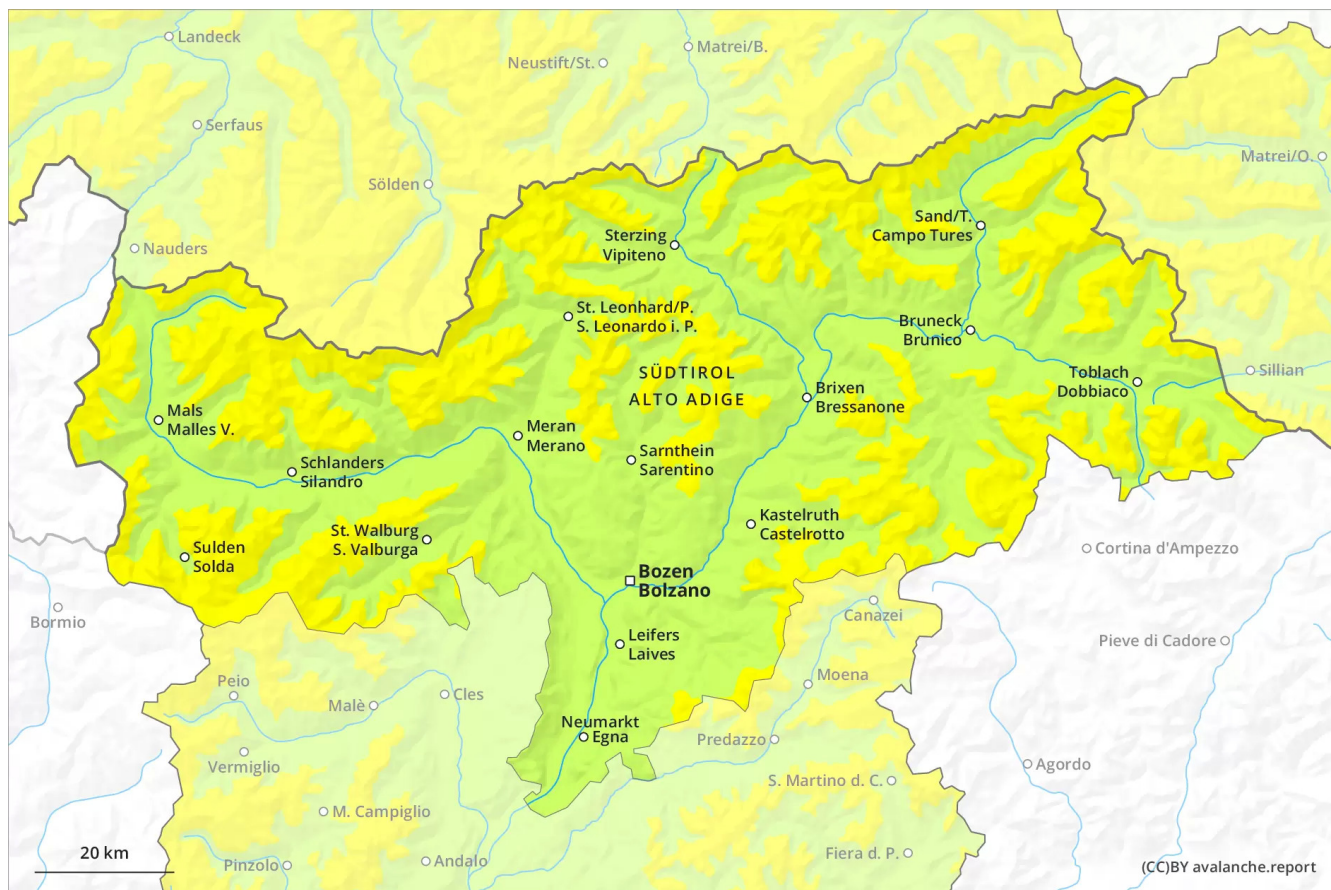 Landeck
Matrei/B.
Neustift/St.
Serfaus
Matrei/O.
Sölden
Sand/T.
Campo Tures
Nauders
Sterzing
Vipiteno
St. Leonhard/P.
S. Leonardo i. P.
Bruneck
Brunico
SÜDTIROL
ALTO ADIGE
Toblach
Dobbiaco
Sillian
Brixen
Bressanone
Mals
Malles V.
Meran
Merano
Schlanders
Silandro
Sarnthein
Sarentino
Kastelruth
Castelrotto
St. Walburg
S. Valburga
Sulden
Solda
Cortina d'Ampezzo
Bozen
Bolzano
Bormio
Canazei
Leifers
Laives
Pieve di Cadore
Peio
Moena
Malè
Cles
Neumarkt
Egna
Predazzo
Vermiglio
Agordo
S. Martino d. C.
M. Campiglio
20 km
Pinzolo
Andalo
Fiera d. P.
(CC)BY avalanche.report